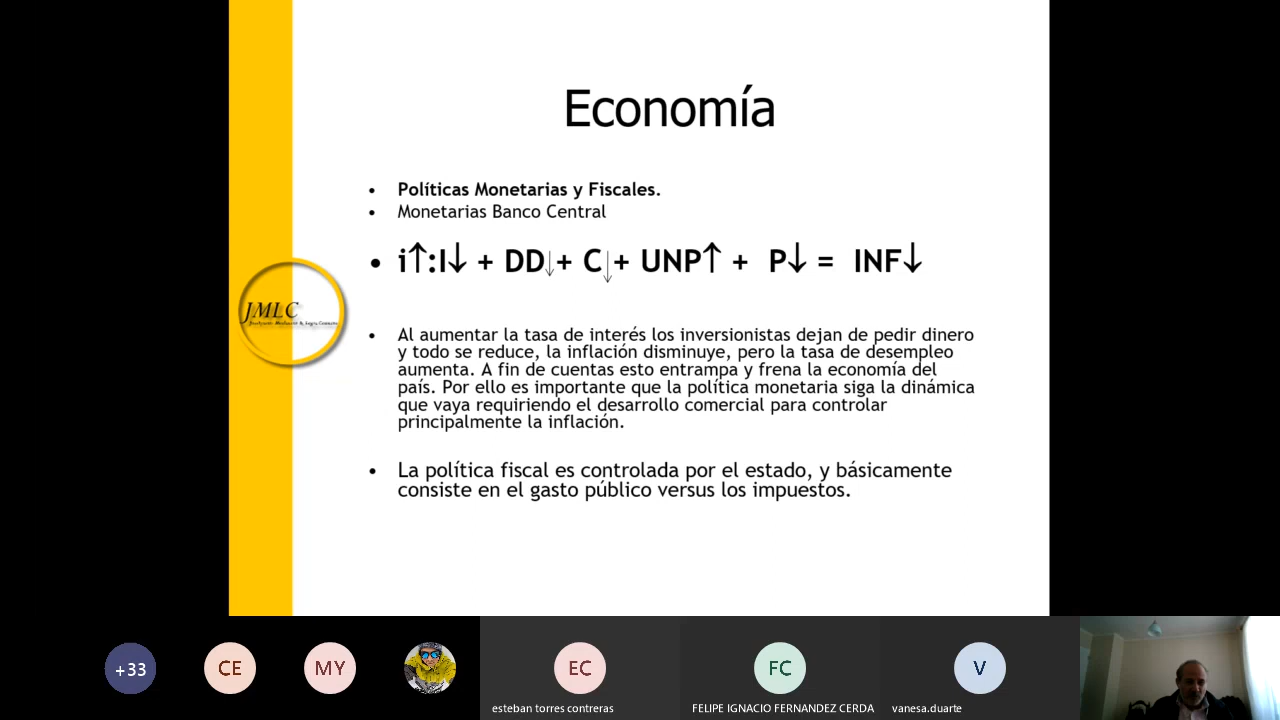 Economía
• Políticas Monetarias y Fiscales.
• Monetarias Banco Central
• i↑:I↓ + DD↓+ C↓+ UNP↑ + P↓ = INF↓
JMLC
• Al aumentar la tasa de interés los inversionistas dejan de pedir dinero
y todo se reduce, la inflación disminuye, pero la tasa de desempleo
aumenta. A fin de cuentas esto entrampa y frena la economía del
país. Por ello es importante que la política monetaria siga la dinámica
que vaya requiriendo el desarrollo comercial para controlar
principalmente la inflación.
• La política fiscal es controlada por el estado, y básicamente
consiste en el gasto público versus los impuestos.
+33
CE
MY
EC
FC
V
esteban torres contreras
FELIPE IGNACIO FERNANDEZ CERDA
vanesa.duarte